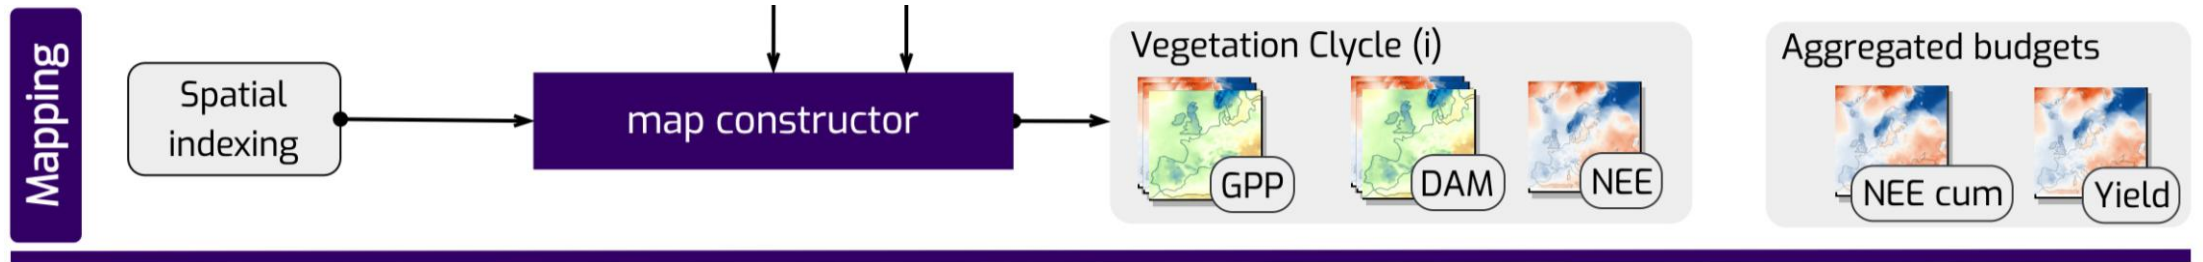 Mapping
Spatial
indexing
map constructor
Vegetation Clycle (i)
GPP
DAM
NEE
Aggregated budgets
NEE cum
Yield